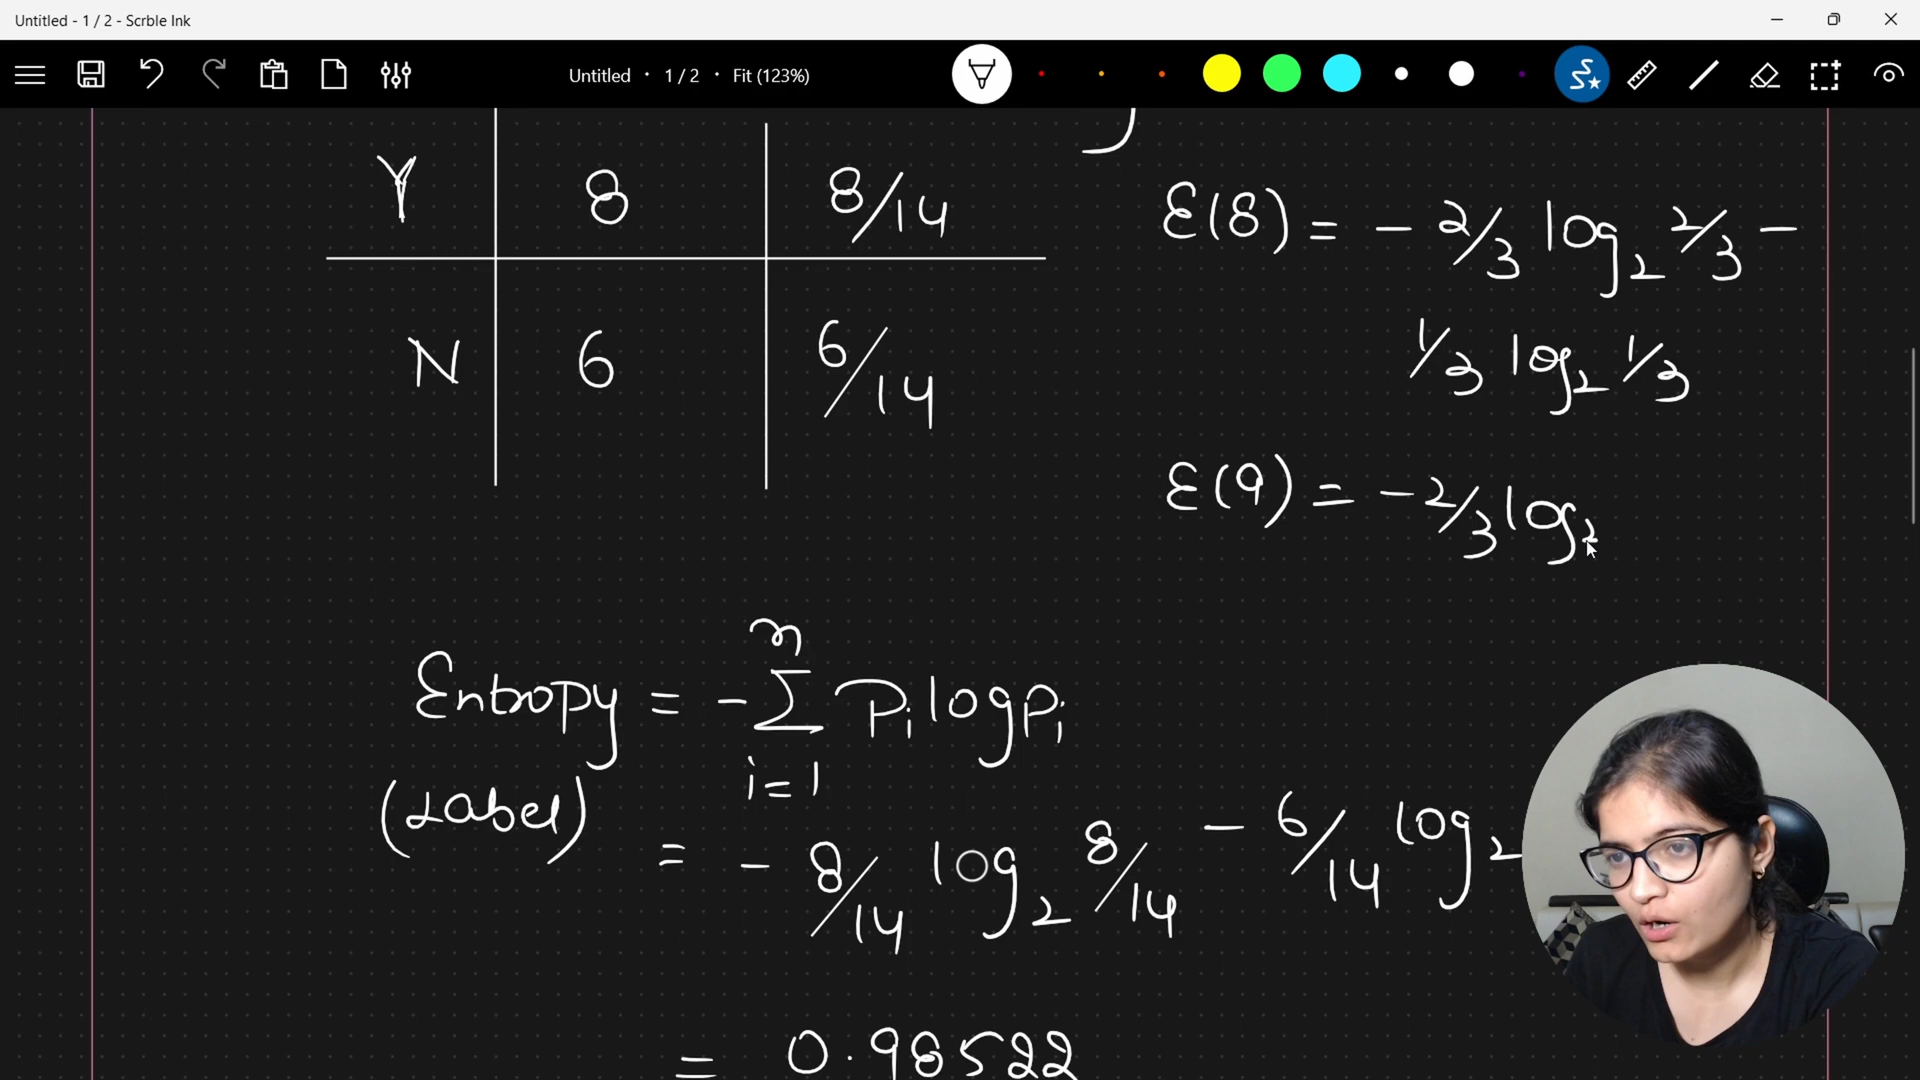 Untitled - 1 / 2 - Scrble Ink
Untitled • 1 / 2 • Fit (123%)
Y 8 8/14
N 6 6/14
E(8) = - 2/3 log₂ 2/3 -
1/3 log₂ 1/3
E(9) = - 2/3 log₂
n
Entropy = - Σ Pi log Pi
i = 1
(Label)
= - 8/14 log₂ 8/14 - 6/14 log₂
= 0.98522